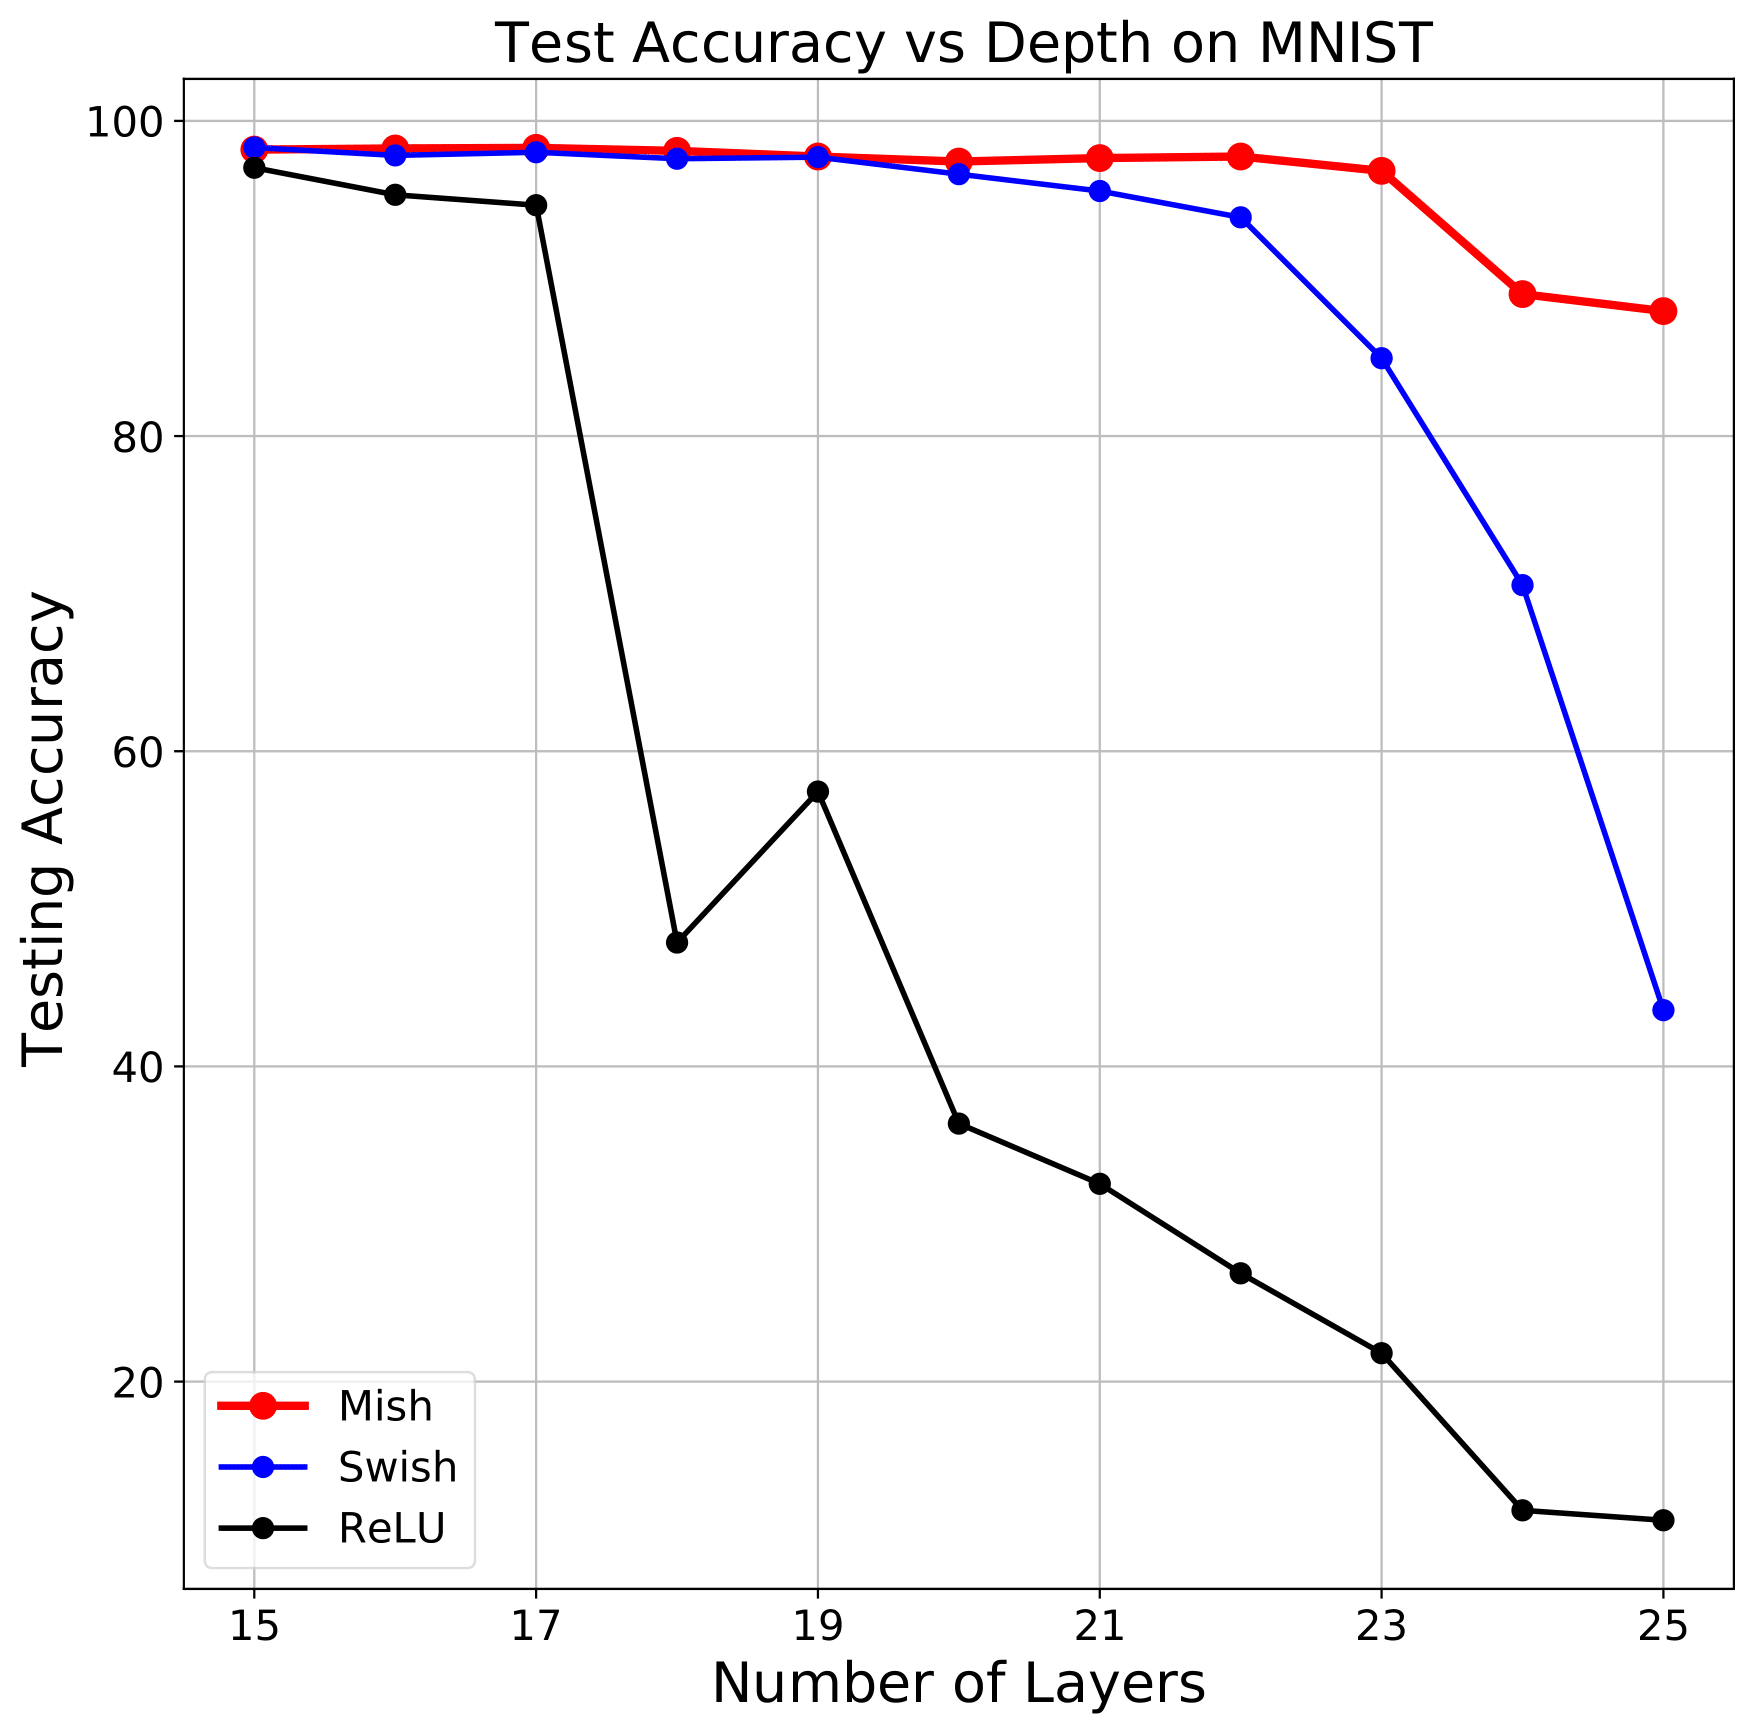 Test Accuracy vs Depth on MNIST
100
80
60
40
20
Testing Accuracy
Mish
Swish
ReLU
15 17 19 21 23 25
Number of Layers